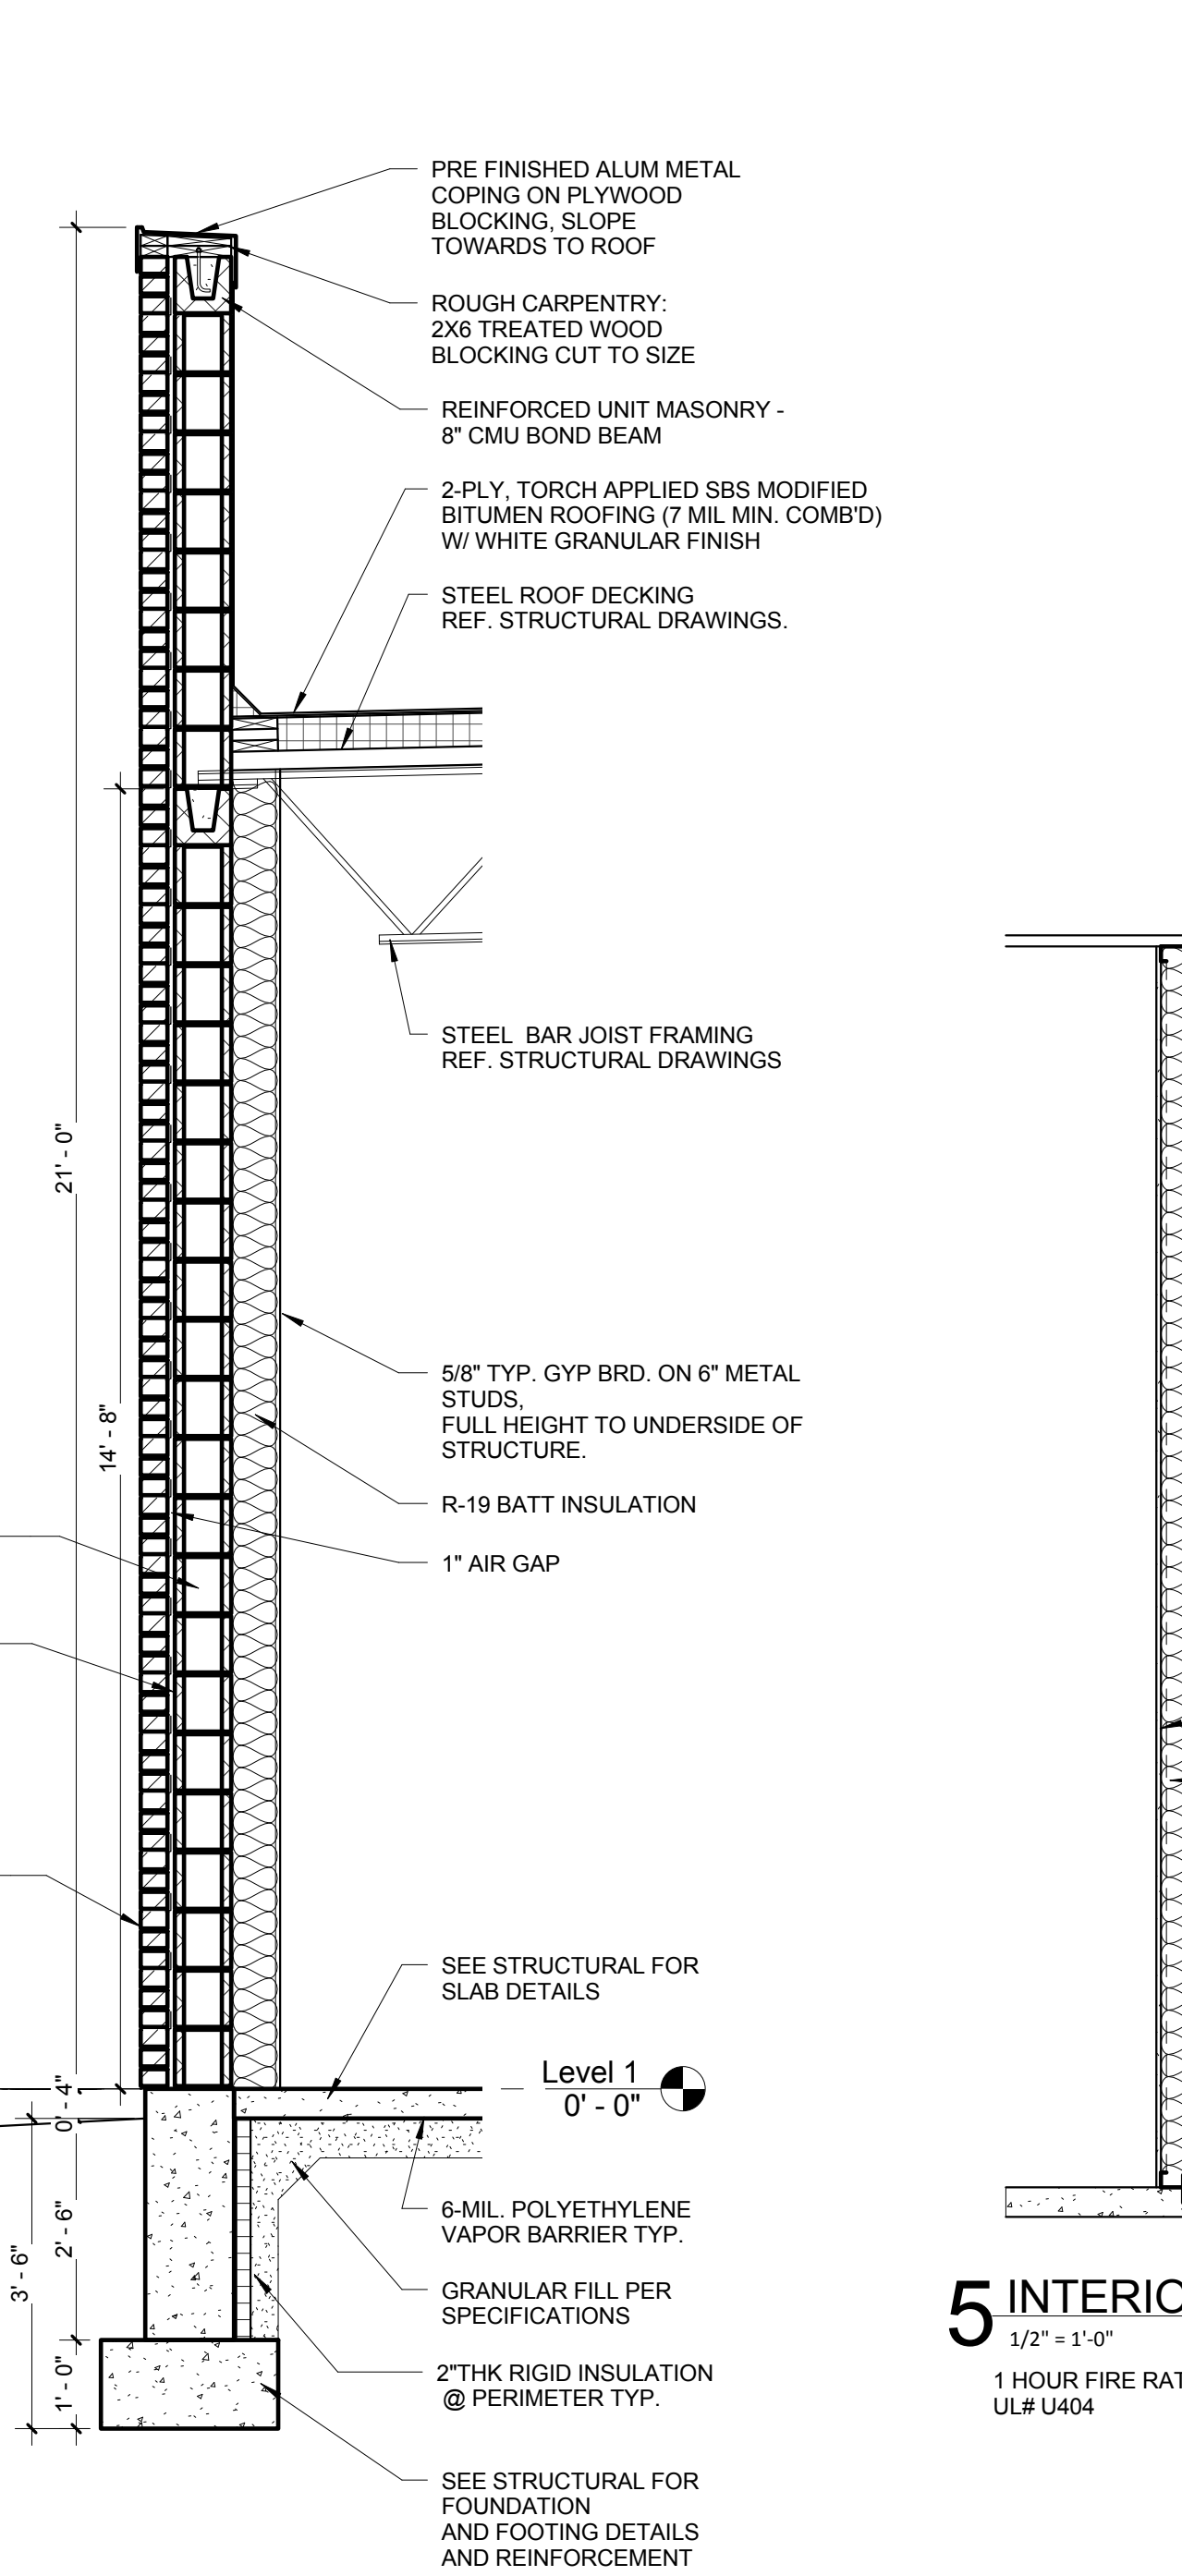 PRE FINISHED ALUM METAL
COPING ON PLYWOOD
BLOCKING, SLOPE
TOWARDS TO ROOF
ROUGH CARPENTRY:
2X6 TREATED WOOD
BLOCKING CUT TO SIZE
REINFORCED UNIT MASONRY -
8" CMU BOND BEAM
2-PLY, TORCH APPLIED SBS MODIFIED
BITUMEN ROOFING (7 MIL MIN. COMB'D)
W/ WHITE GRANULAR FINISH
STEEL ROOF DECKING
REF. STRUCTURAL DRAWINGS.
STEEL BAR JOIST FRAMING
REF. STRUCTURAL DRAWINGS
21' - 0"
14' - 8"
5/8" TYP. GYP BRD. ON 6" METAL
STUDS,
FULL HEIGHT TO UNDERSIDE OF
STRUCTURE.
R-19 BATT INSULATION
1" AIR GAP
SEE STRUCTURAL FOR
SLAB DETAILS
Level 1
0' - 0"
0' - 4"
2' - 6"
3' - 6"
1' - 0"
6-MIL. POLYETHYLENE
VAPOR BARRIER TYP.
GRANULAR FILL PER
SPECIFICATIONS
2"THK RIGID INSULATION
@ PERIMETER TYP.
SEE STRUCTURAL FOR
FOUNDATION
AND FOOTING DETAILS
AND REINFORCEMENT
5 INTERIO
1/2" = 1'-0"
1 HOUR FIRE RAT
UL# U404